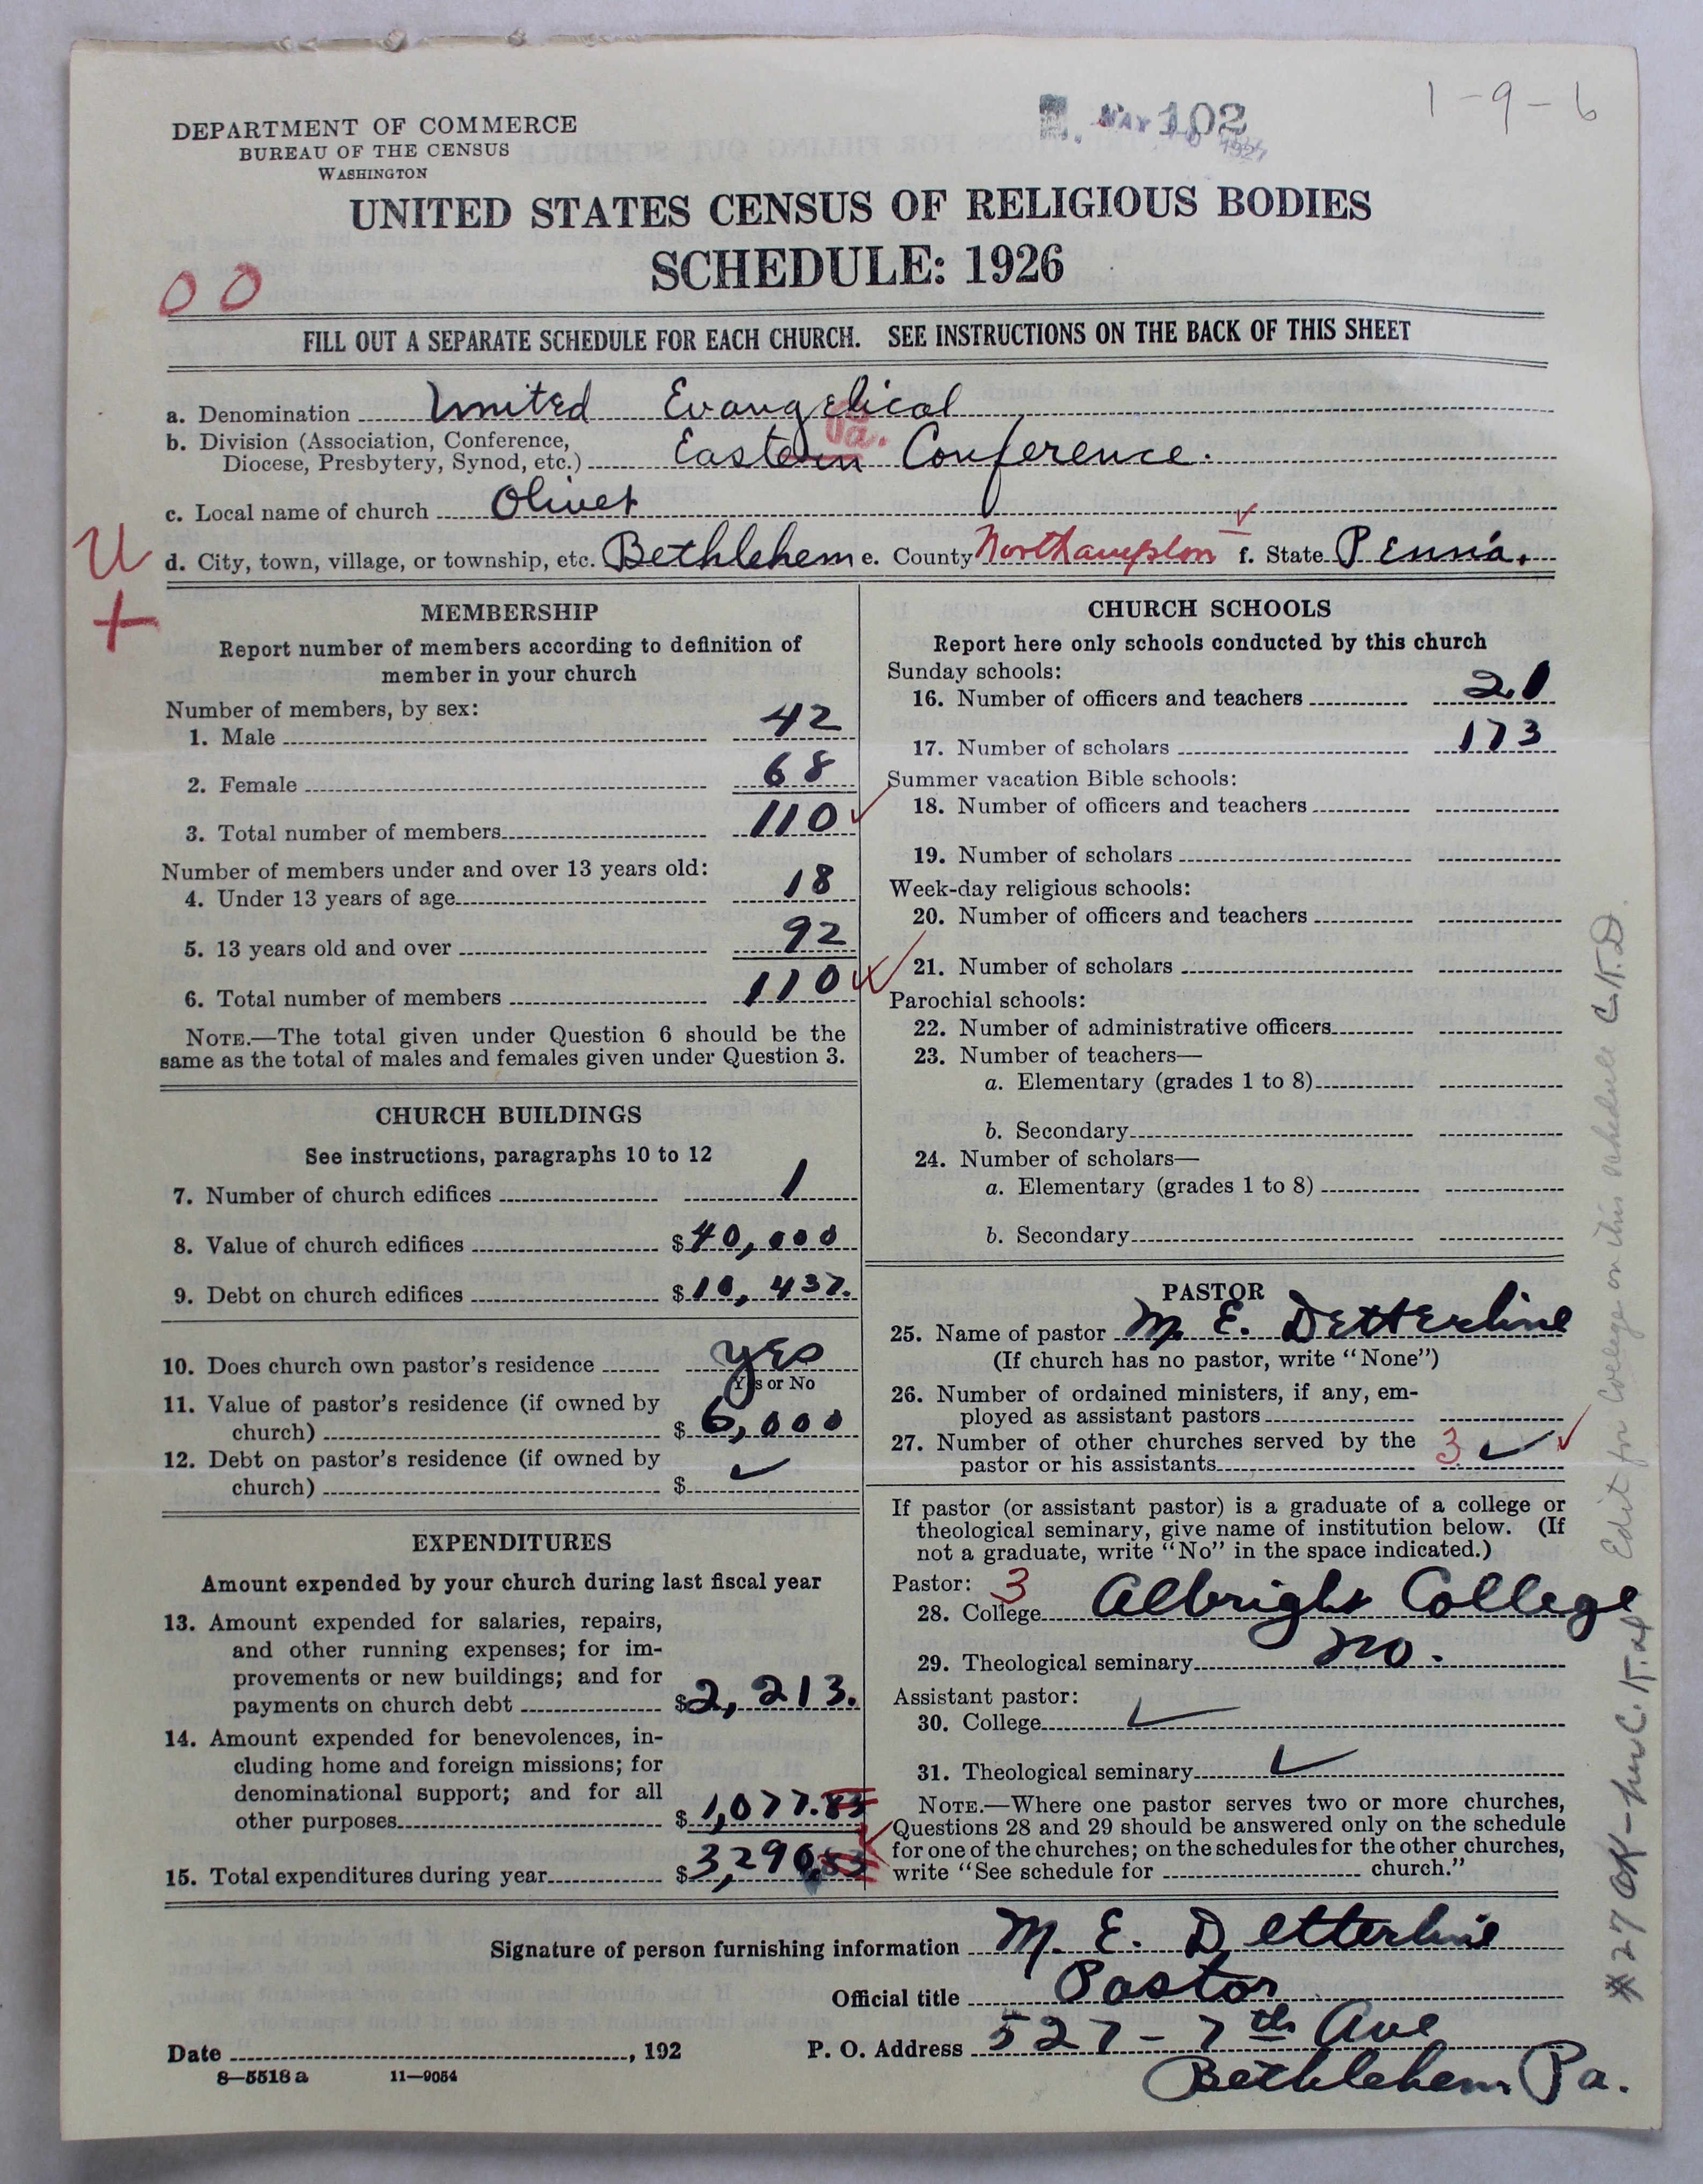 1-9-6
MAY 102
1927
DEPARTMENT OF COMMERCE
BUREAU OF THE CENSUS
WASHINGTON
UNITED STATES CENSUS OF RELIGIOUS BODIES
SCHEDULE: 1926
00
FILL OUT A SEPARATE SCHEDULE FOR EACH CHURCH. SEE INSTRUCTIONS ON THE BACK OF THIS SHEET
a. Denomination United Evangelical
Pa.
b. Division (Association, Conference,
Diocese, Presbytery, Synod, etc.) Eastern Conference.
c. Local name of church Olivet
U d. City, town, village, or township, etc. Bethlehem e. County Northampton f. State Penna.
+
MEMBERSHIP
Report number of members according to definition of
member in your church
Number of members, by sex:
1. Male 42
2. Female 68
3. Total number of members 110
Number of members under and over 13 years old:
4. Under 13 years of age 18
5. 13 years old and over 92
6. Total number of members 110
NOTE.—The total given under Question 6 should be the
same as the total of males and females given under Question 3.
CHURCH BUILDINGS
See instructions, paragraphs 10 to 12
7. Number of church edifices 1
8. Value of church edifices $40,000
9. Debt on church edifices $10,437.
10. Does church own pastor's residence yes
Yes or No
11. Value of pastor's residence (if owned by
church) $6,000
12. Debt on pastor's residence (if owned by
church) $ ✓
EXPENDITURES
Amount expended by your church during last fiscal year
13. Amount expended for salaries, repairs,
and other running expenses; for im-
provements or new buildings; and for
payments on church debt $2,213.
14. Amount expended for benevolences, in-
cluding home and foreign missions; for
denominational support; and for all
other purposes $1,077.83
15. Total expenditures during year $3,290.83
CHURCH SCHOOLS
Report here only schools conducted by this church
Sunday schools:
16. Number of officers and teachers 21
17. Number of scholars 173
Summer vacation Bible schools:
18. Number of officers and teachers
19. Number of scholars
Week-day religious schools:
20. Number of officers and teachers
21. Number of scholars
Parochial schools:
22. Number of administrative officers
23. Number of teachers—
a. Elementary (grades 1 to 8)
b. Secondary
24. Number of scholars—
a. Elementary (grades 1 to 8)
b. Secondary
PASTOR
25. Name of pastor M. E. Detterline
(If church has no pastor, write "None")
26. Number of ordained ministers, if any, em-
ployed as assistant pastors
27. Number of other churches served by the
pastor or his assistants 3 ✓
If pastor (or assistant pastor) is a graduate of a college or
theological seminary, give name of institution below. (If
not a graduate, write "No" in the space indicated.)
Pastor: 3
28. College Albright College
29. Theological seminary No.
Assistant pastor:
30. College ✓
31. Theological seminary ✓
NOTE.—Where one pastor serves two or more churches,
Questions 28 and 29 should be answered only on the schedule
for one of the churches; on the schedules for the other churches,
write "See schedule for church."
Signature of person furnishing information M. E. Detterline
Official title Pastor
Date , 192 P. O. Address 527-7th Ave
Bethlehem Pa.
8—5518 a 11—9054
Edit for College on this schedule C.K.D.
#27 OK - per C.K.D.